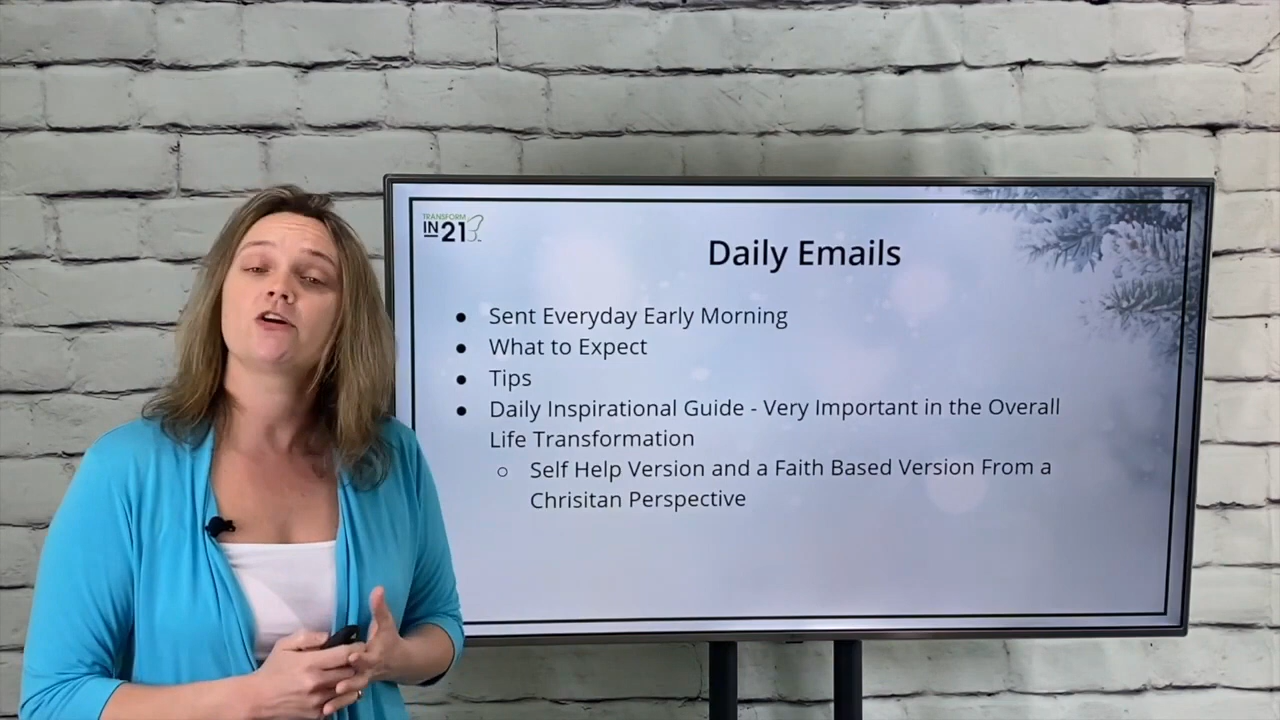 TRANSFORM
IN 21
Daily Emails
● Sent Everyday Early Morning
● What to Expect
● Tips
● Daily Inspirational Guide - Very Important in the Overall
Life Transformation
○ Self Help Version and a Faith Based Version From a
Chrisitan Perspective